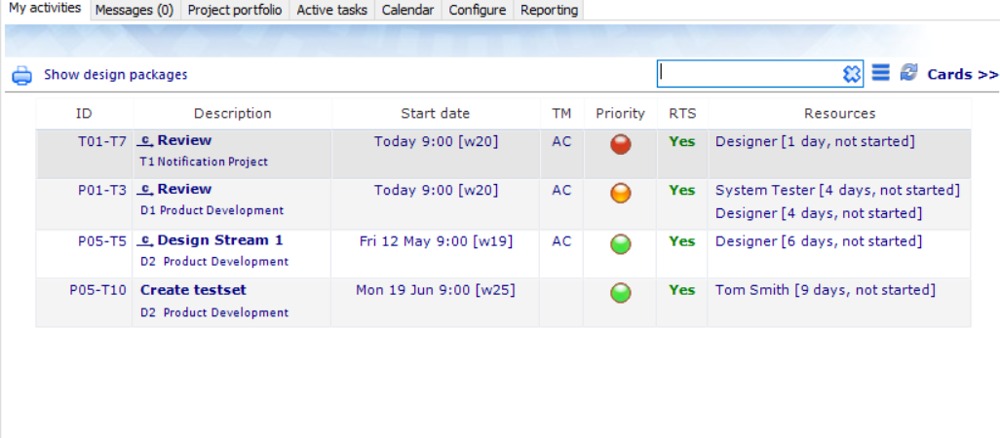 My activities Messages (0) Project portfolio Active tasks Calendar Configure Reporting
Show design packages Cards >>
ID Description Start date TM Priority RTS Resources
T01-T7 c Review Today 9:00 [w20] AC Yes Designer [1 day, not started]
T1 Notification Project
P01-T3 c Review Today 9:00 [w20] AC Yes System Tester [4 days, not started]
D1 Product Development Designer [4 days, not started]
P05-T5 c Design Stream 1 Fri 12 May 9:00 [w19] AC Yes Designer [6 days, not started]
D2 Product Development
P05-T10 Create testset Mon 19 Jun 9:00 [w25] Yes Tom Smith [9 days, not started]
D2 Product Development